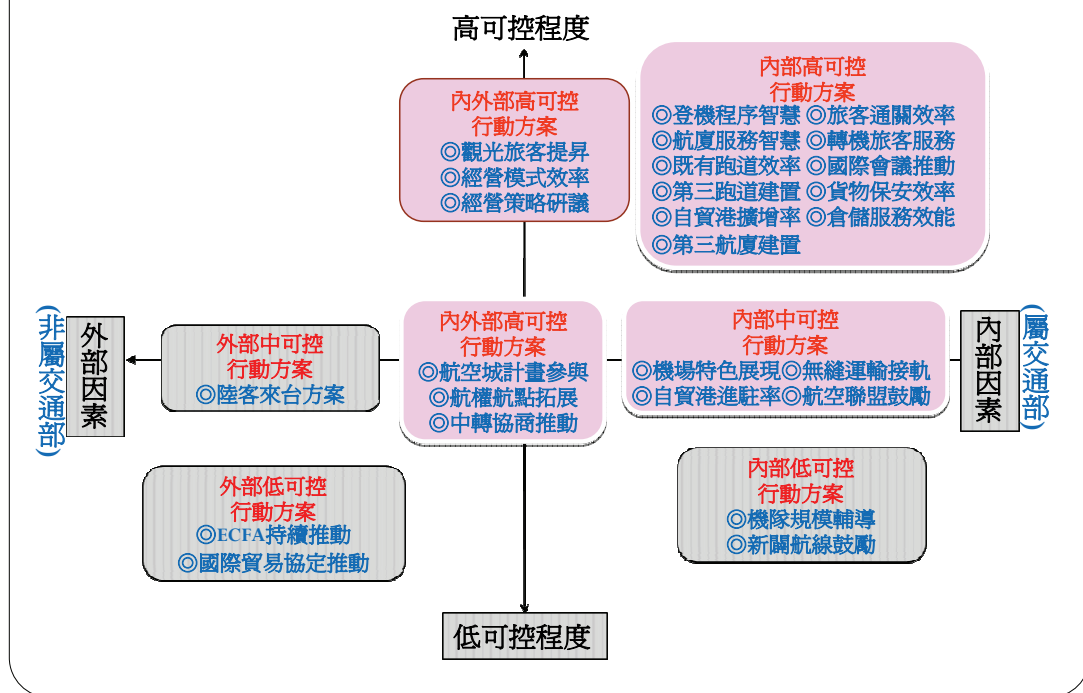 高可控程度
內外部高可控
行動方案
◎觀光旅客提昇
◎經營模式效率
◎經營策略研議
內部高可控
行動方案
◎登機程序智慧 ◎旅客通關效率
◎航廈服務智慧 ◎轉機旅客服務
◎既有跑道效率 ◎國際會議推動
◎第三跑道建置 ◎貨物保安效率
◎自貿港擴增率 ◎倉儲服務效能
◎第三航廈建置
(非屬交通部)
外部因素
外部中可控
行動方案
◎陸客來台方案
內外部高可控
行動方案
◎航空城計畫參與
◎航權航點拓展
◎中轉協商推動
內部中可控
行動方案
◎機場特色展現◎無縫運輸接軌
◎自貿港進駐率◎航空聯盟鼓勵
內部因素
(屬交通部)
外部低可控
行動方案
◎ECFA持續推動
◎國際貿易協定推動
內部低可控
行動方案
◎機隊規模輔導
◎新闢航線鼓勵
低可控程度